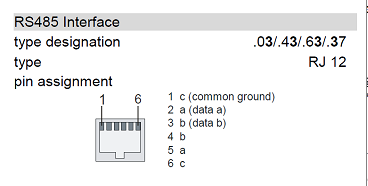 RS485 Interface
type designation .03/.43/.63/.37
type RJ 12
pin assignment
1 6
1 c (common ground)
2 a (data a)
3 b (data b)
4 b
5 a
6 c